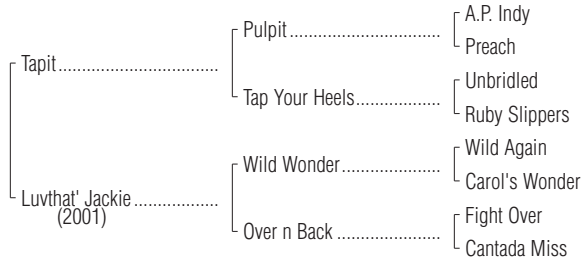 A.P. Indy
Pulpit
Preach
Tapit
Unbridled
Tap Your Heels
Ruby Slippers
Wild Again
Wild Wonder
Carol's Wonder
Luvthat' Jackie
(2001)
Fight Over
Over n Back
Cantada Miss